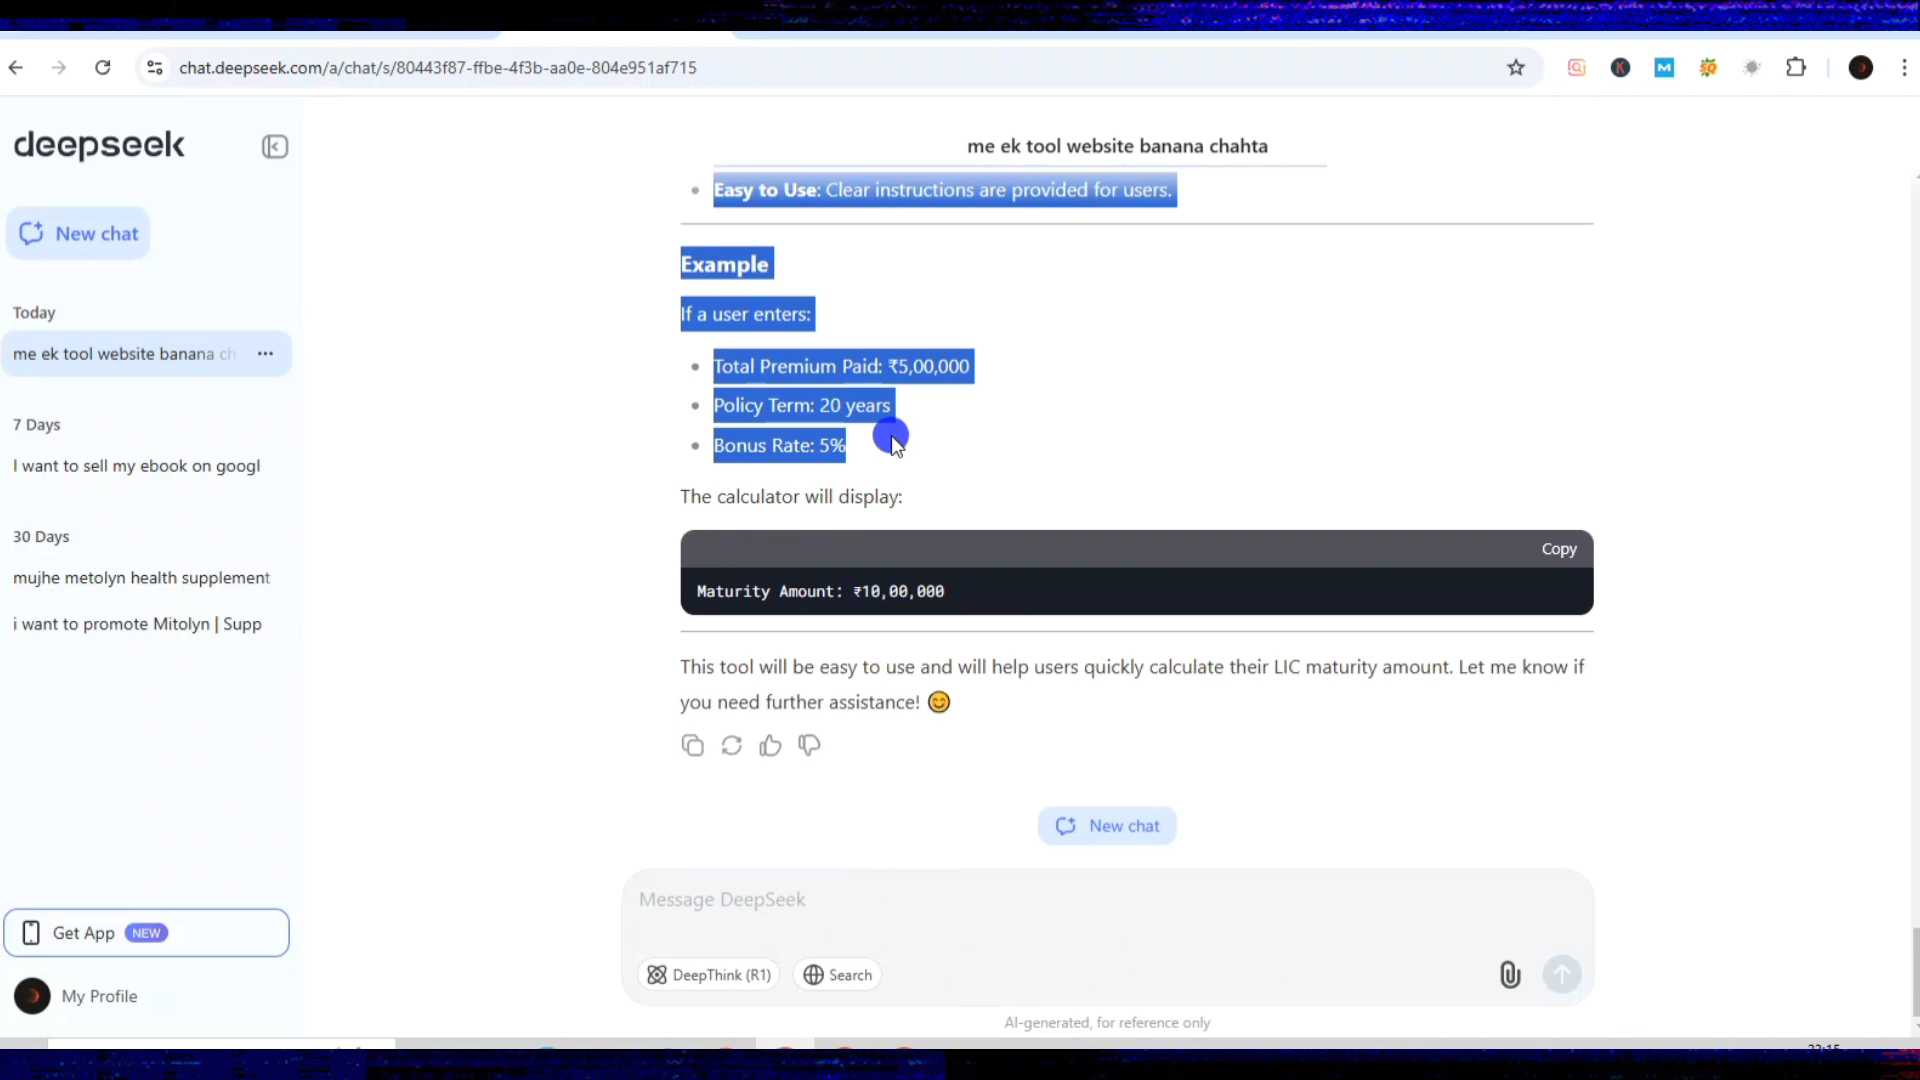 chat.deepseek.com/a/chat/s/80443f87-ffbe-4f3b-aa0e-804e951af715
deepseek
New chat
Today
me ek tool website banana ch
7 Days
I want to sell my ebook on googl
30 Days
mujhe metolyn health supplement
i want to promote Mitolyn | Supp
Get App NEW
My Profile
me ek tool website banana chahta
Easy to Use: Clear instructions are provided for users.
Example
If a user enters:
Total Premium Paid: ₹5,00,000
Policy Term: 20 years
Bonus Rate: 5%
The calculator will display:
Copy
Maturity Amount: ₹10,00,000
This tool will be easy to use and will help users quickly calculate their LIC maturity amount. Let me know if
you need further assistance! 😊
New chat
Message DeepSeek
DeepThink (R1) Search
AI-generated, for reference only